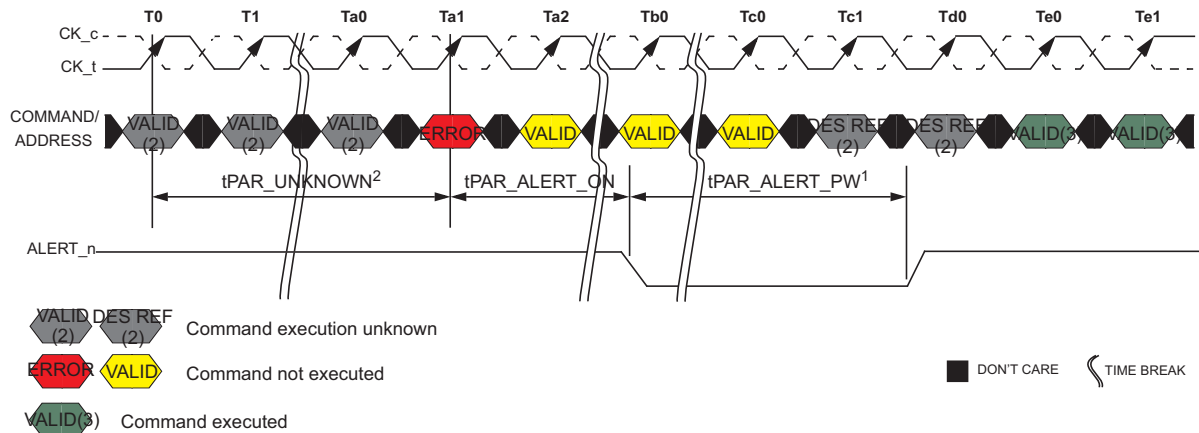 T0 T1 Ta0 Ta1 Ta2 Tb0 Tc0 Tc1 Td0 Te0 Te1
CK_c
CK_t
COMMAND/
ADDRESS
VALID
(2)
VALID
(2)
VALID
(2)
ERROR
VALID
VALID
VALID
DES REF
(2)
DES REF
(2)
VALID(3)
VALID(3)
tPAR_UNKNOWN2
tPAR_ALERT_ON
tPAR_ALERT_PW1
ALERT_n
VALID
(2)
DES REF
(2)
Command execution unknown
ERROR
VALID
Command not executed
DON'T CARE
TIME BREAK
VALID(3)
Command executed